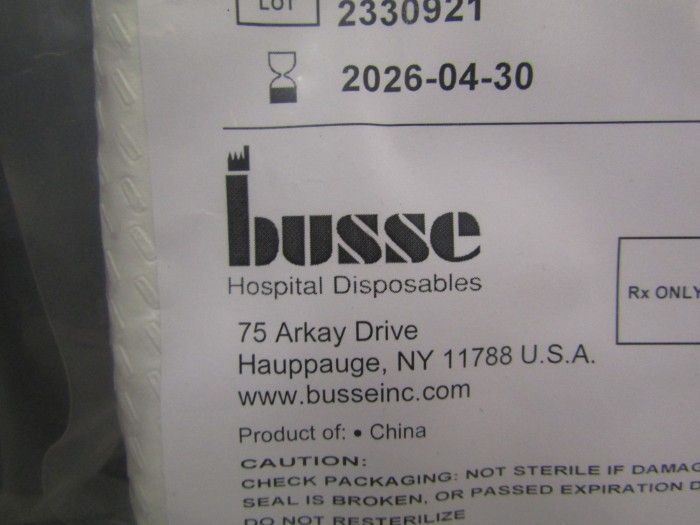 LOT 2330921
2026-04-30
busse
Hospital Disposables
Rx ONLY
75 Arkay Drive
Hauppauge, NY 11788 U.S.A.
www.busseinc.com
Product of: • China
CAUTION:
CHECK PACKAGING: NOT STERILE IF
SEAL IS BROKEN, OR PASSED EXPIRATION
DO NOT RESTERILIZE